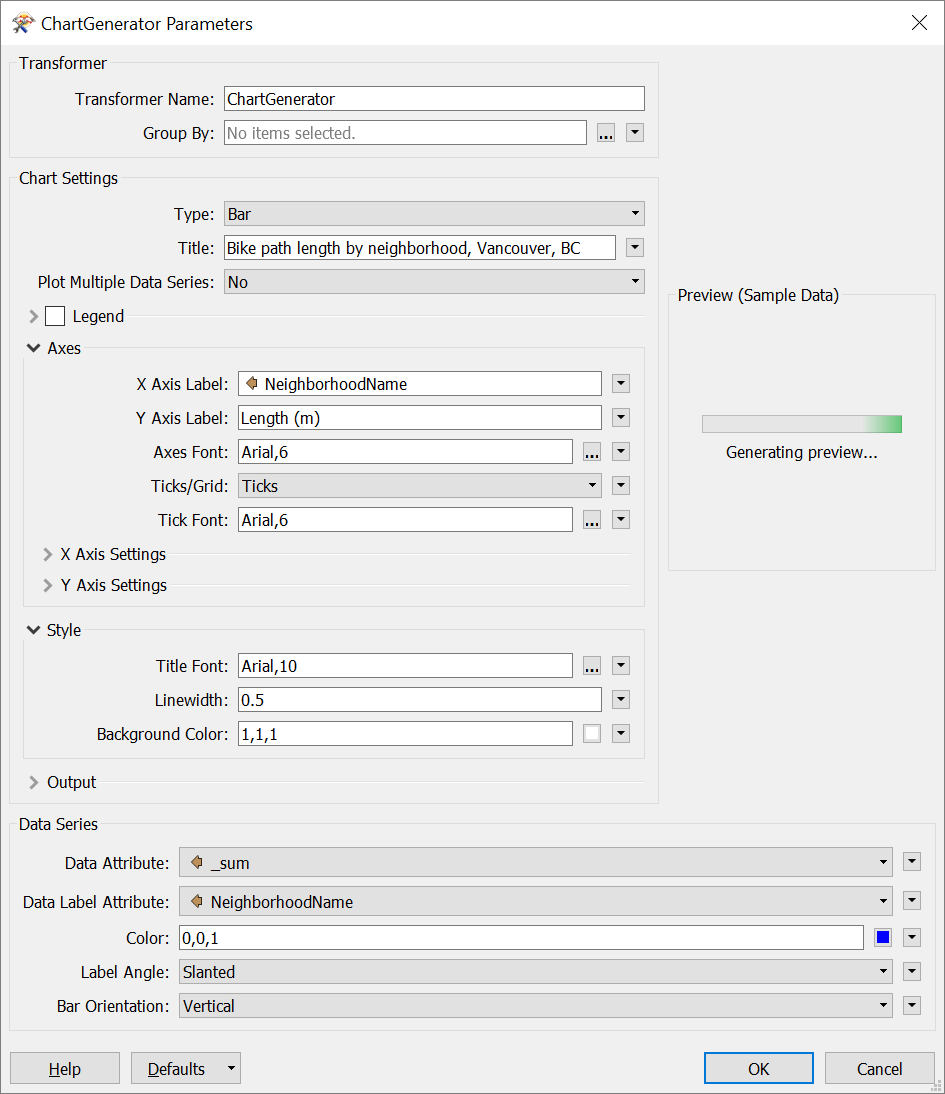 ChartGenerator Parameters
Transformer
Transformer Name: ChartGenerator
Group By: No items selected. ...
Chart Settings
Type: Bar
Title: Bike path length by neighborhood, Vancouver, BC
Plot Multiple Data Series: No
Preview (Sample Data)
Legend
Axes
X Axis Label: NeighborhoodName
Y Axis Label: Length (m)
Axes Font: Arial,6 ...
Generating preview...
Ticks/Grid: Ticks
Tick Font: Arial,6 ...
X Axis Settings
Y Axis Settings
Style
Title Font: Arial,10 ...
Linewidth: 0.5
Background Color: 1,1,1
Output
Data Series
Data Attribute: _sum
Data Label Attribute: NeighborhoodName
Color: 0,0,1
Label Angle: Slanted
Bar Orientation: Vertical
Help Defaults OK Cancel